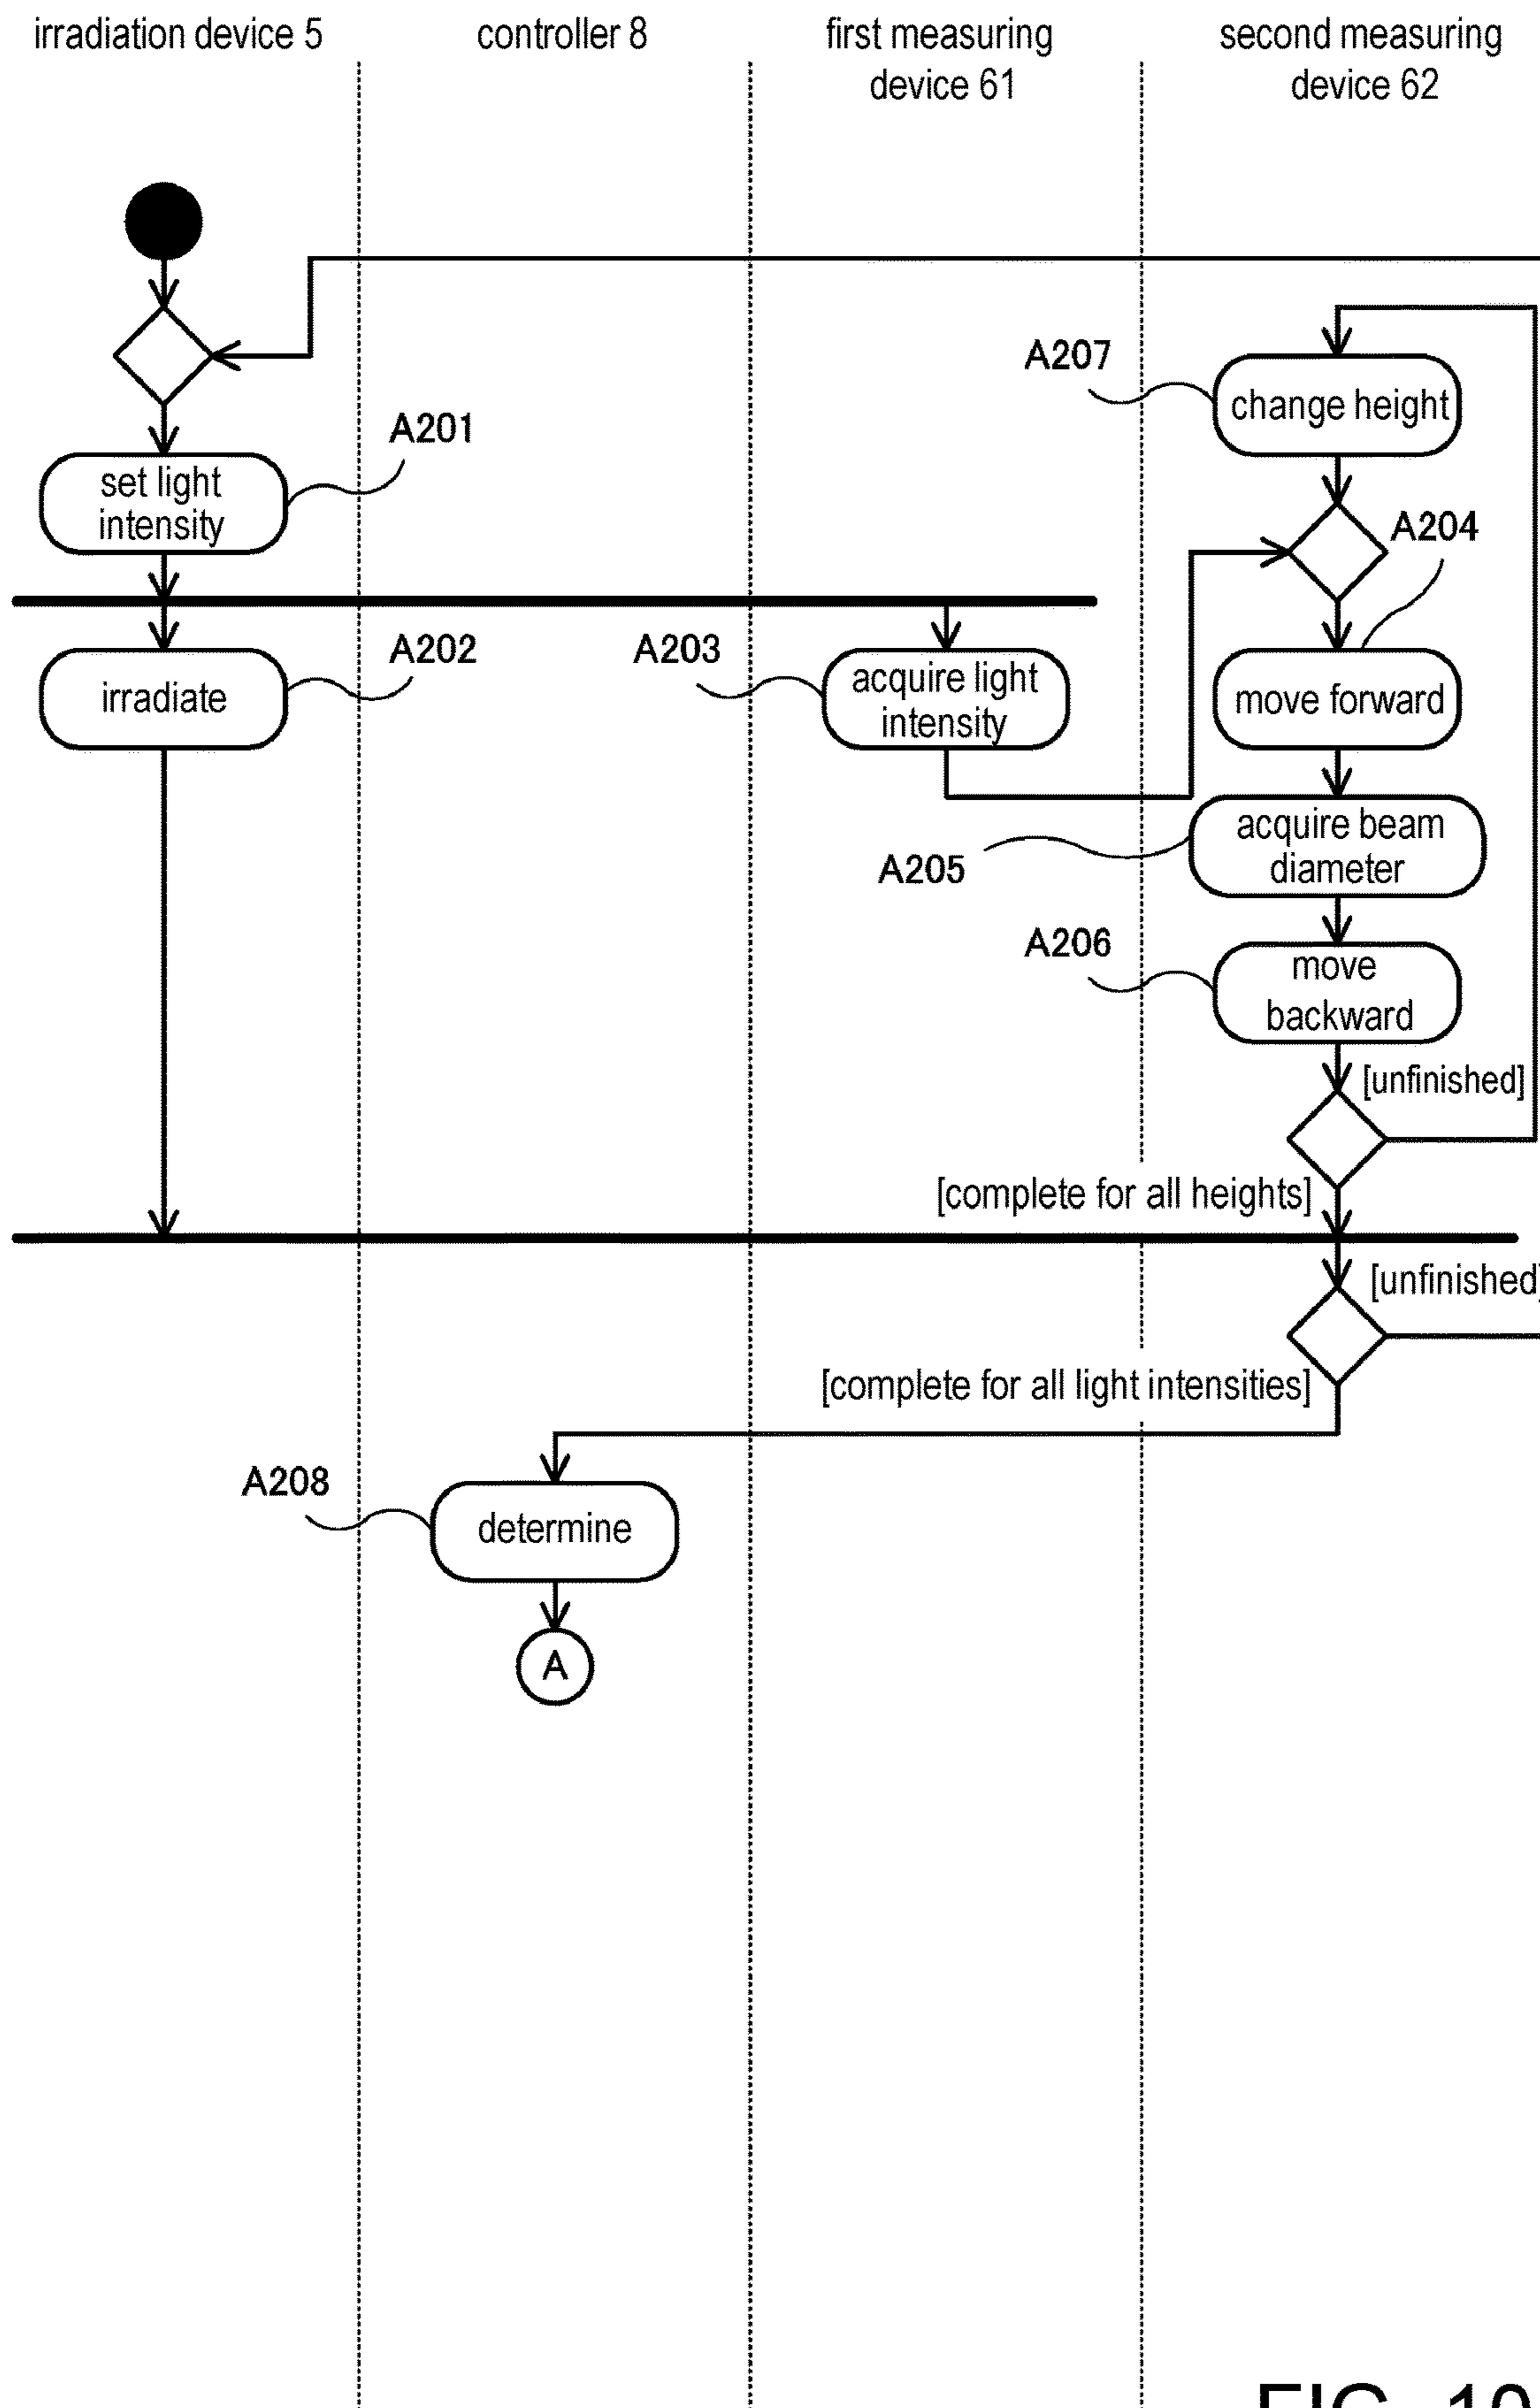 irradiation device 5
controller 8
first measuring
device 61
second measuring
device 62
A207
change height
A201
set light
intensity
A204
A202
irradiate
A203
acquire light
intensity
move forward
acquire beam
diameter
A205
A206
move
backward
[unfinished]
[complete for all heights]
[unfinished]
[complete for all light intensities]
A208
determine
A